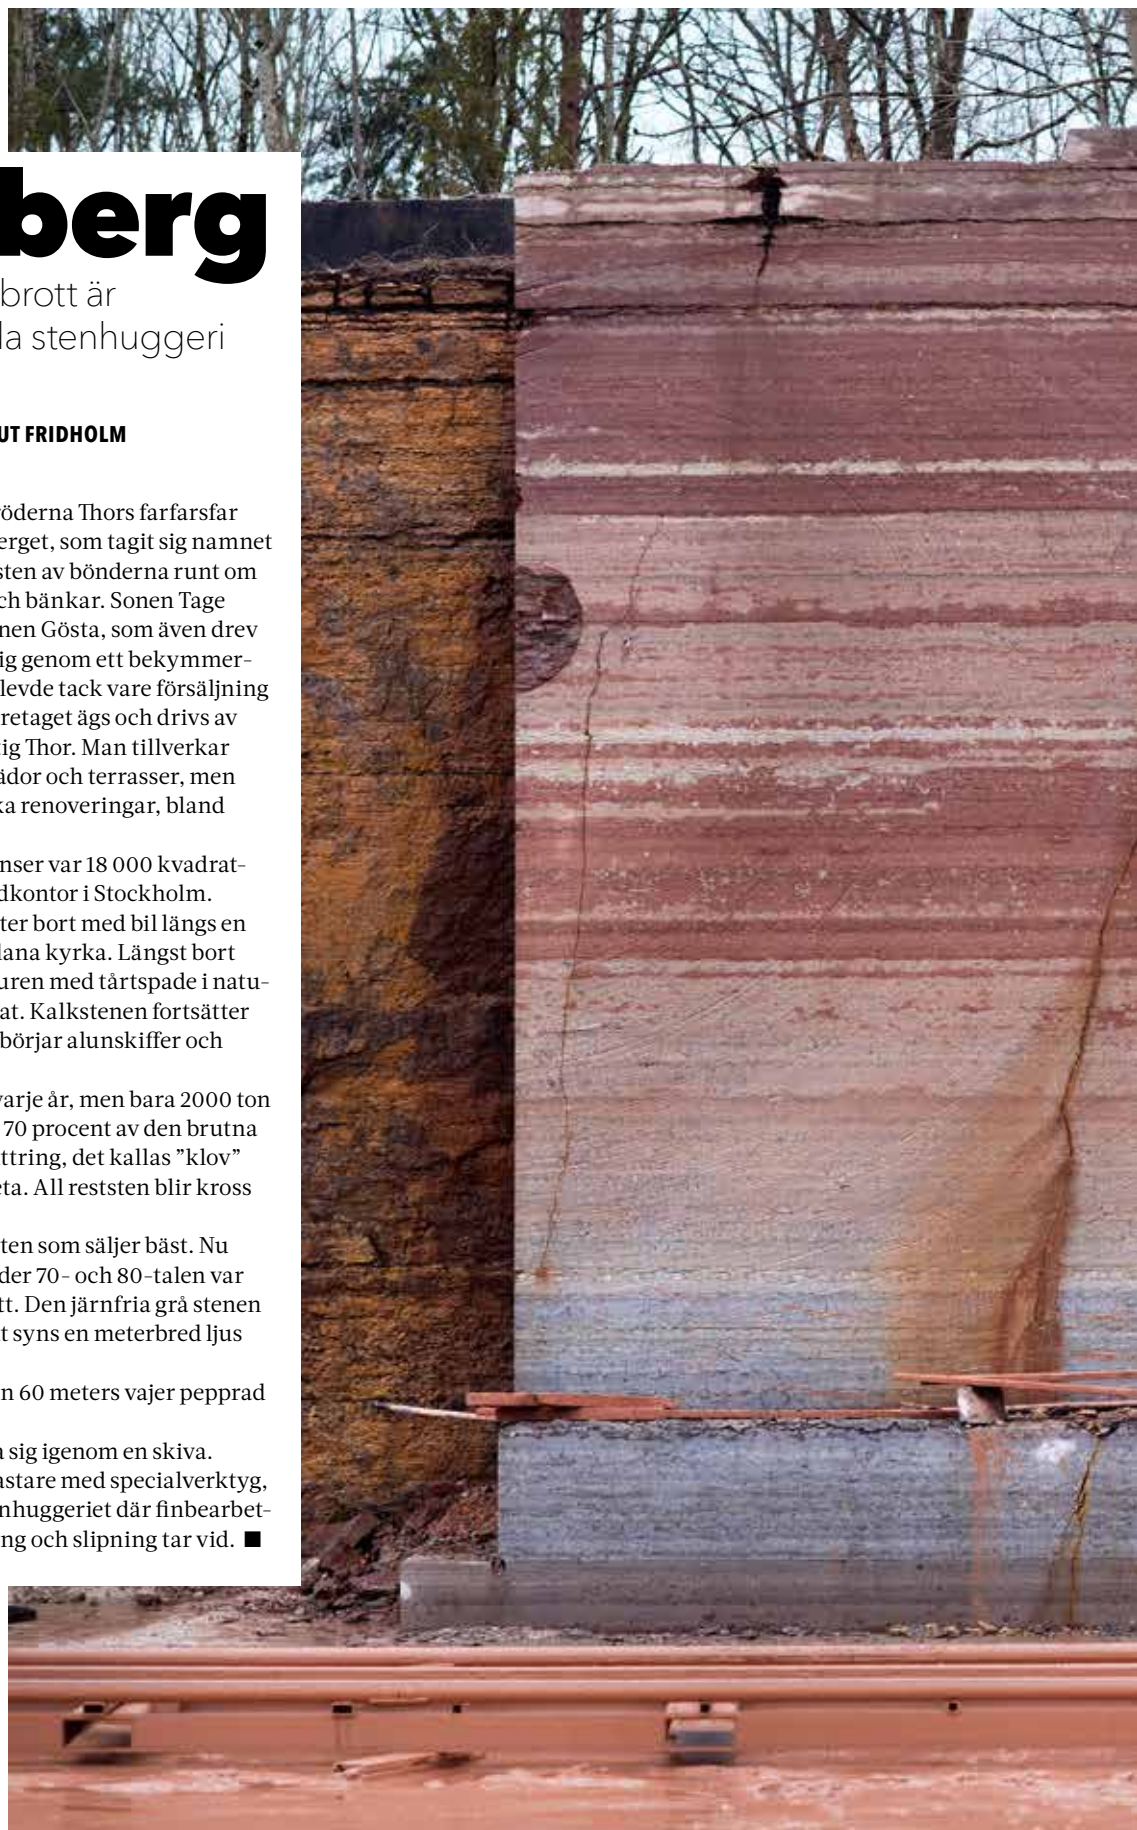 berg
brott är
la stenhuggeri
UT FRIDHOLM
röderna Thors farfarsfar
erget, som tagit sig namnet
sten av bönderna runt om
ch bänkar. Sonen Tage
nen Gösta, som även drev
ig genom ett bekymmer-
levde tack vare försäljning
retaget ägs och drivs av
tig Thor. Man tillverkar
ädor och terrasser, men
ka renoveringar, bland
nser var 18 000 kvadrat-
dkontor i Stockholm.
ter bort med bil längs en
lana kyrka. Längst bort
uren med tårtspade i natu-
at. Kalkstenen fortsätter
börjar alunskiffer och
varje år, men bara 2000 ton
70 procent av den brutna
ttring, det kallas ”klov”
eta. All reststen blir kross
ten som säljer bäst. Nu
der 70- och 80-talen var
tt. Den järnfria grå stenen
t syns en meterbred ljus
n 60 meters vajer pepprad
a sig igenom en skiva.
astare med specialverktyg,
nhuggeriet där finbearbet-
ng och slipning tar vid. ■